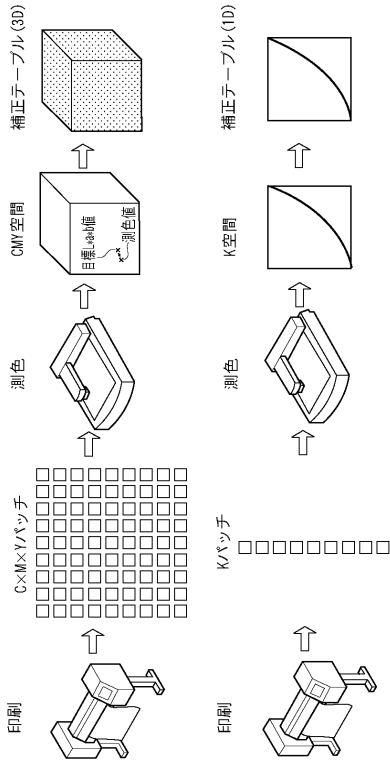 印刷
C×M×Yパッチ
測色
CMY空間
目標L*a*b値
測色値
補正テーブル(3D)
印刷
Kパッチ
測色
K空間
補正テーブル(1D)